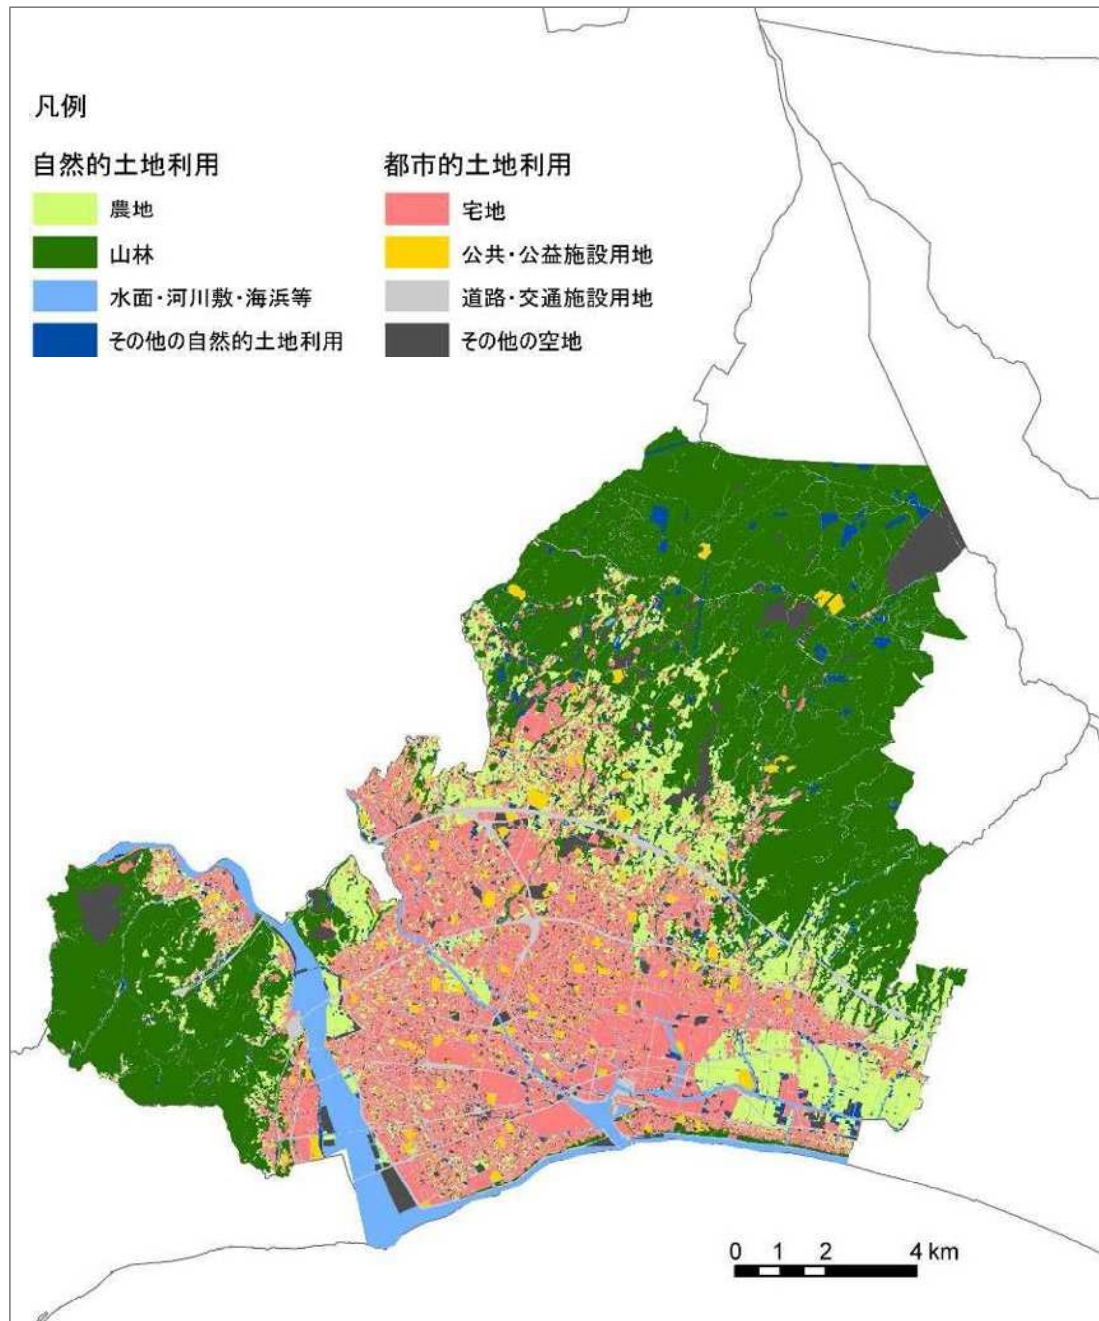 凡例
自然的土地利用
農地
山林
水面・河川敷・海浜等
その他の自然的土地利用
都市的土地利用
宅地
公共・公益施設用地
道路・交通施設用地
その他の空地
0 1 2 4 km